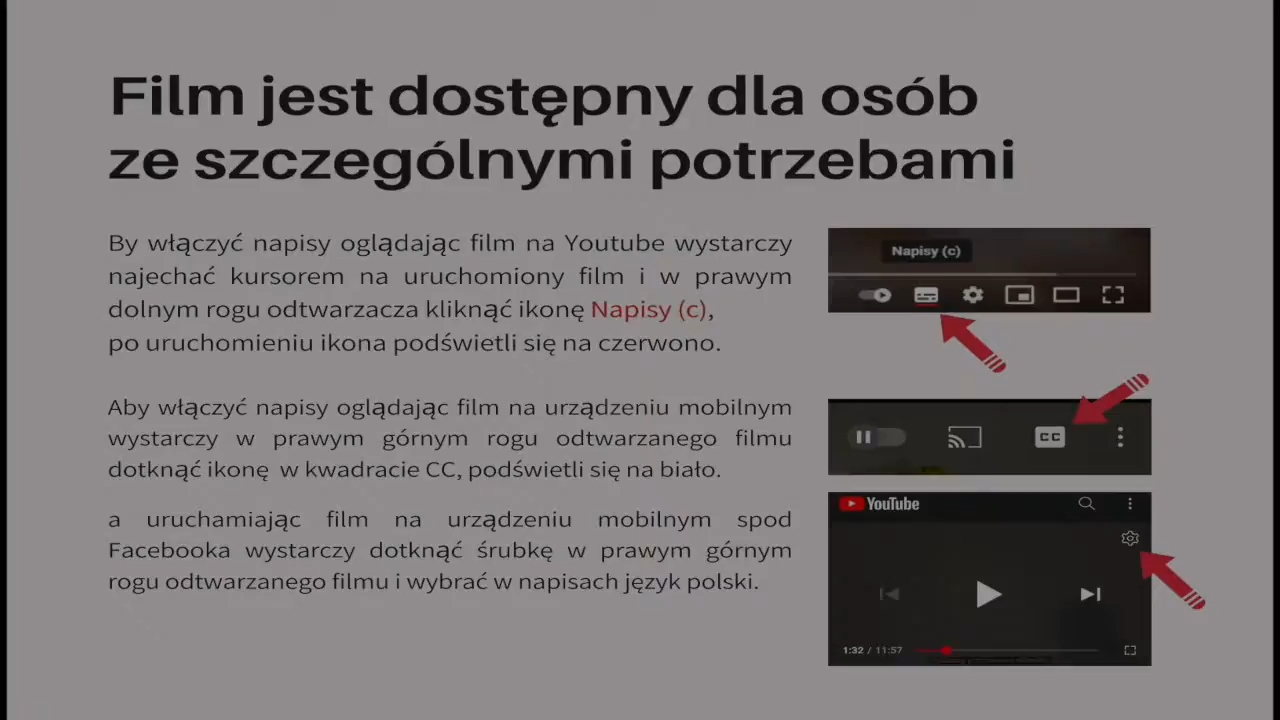 Film jest dostępny dla osób
ze szczególnymi potrzebami
By włączyć napisy oglądając film na Youtube wystarczy
najechać kursorem na uruchomiony film i w prawym
dolnym rogu odtwarzacza kliknąć ikonę Napisy (c),
po uruchomieniu ikona podświetli się na czerwono.
Napisy (c)
Aby włączyć napisy oglądając film na urządzeniu mobilnym
wystarczy w prawym górnym rogu odtwarzanego filmu
dotknąć ikonę w kwadracie CC, podświetli się na biało.
CC
a uruchamiając film na urządzeniu mobilnym spod
Facebooka wystarczy dotknąć śrubkę w prawym górnym
rogu odtwarzanego filmu i wybrać w napisach język polski.
YouTube
1:32 / 11:57